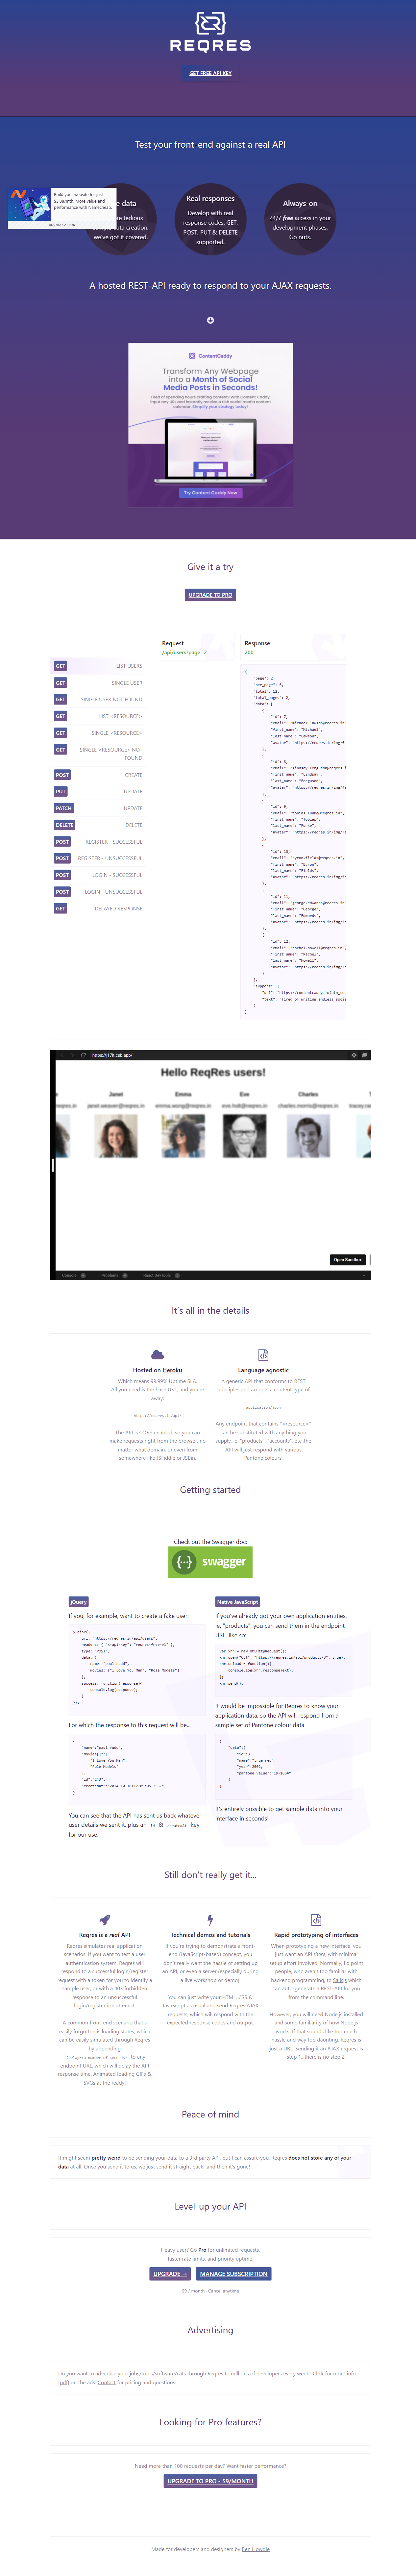 REQRES
GET FREE API KEY
Test your front-end against a real API
Build your website for just
$3.88/mth. More value and
performance with Namecheap.
ADS VIA CARBON
e data
re tedious
data creation,
we've got it covered.
Real responses
Develop with real
response codes. GET,
POST, PUT & DELETE
supported.
Always-on
24/7 free access in your
development phases.
Go nuts.
A hosted REST-API ready to respond to your AJAX requests.
ContentCaddy
Transform Any Webpage
into a Month of Social
Media Posts in Seconds!
Tired of spending hours crafting content? With Content Caddy,
input any url and instantly receive a month's worth of
Simplify your strategy today!
Try Content Caddy Now
Give it a try
UPGRADE TO PRO
GET LIST USERS
GET SINGLE USER
GET SINGLE USER NOT FOUND
GET LIST <RESOURCE>
GET SINGLE <RESOURCE>
GET SINGLE <RESOURCE> NOT
FOUND
POST CREATE
PUT UPDATE
PATCH UPDATE
DELETE DELETE
POST REGISTER - SUCCESSFUL
POST REGISTER - UNSUCCESSFUL
POST LOGIN - SUCCESSFUL
POST LOGIN - UNSUCCESSFUL
GET DELAYED RESPONSE
Request
/api/users?page=2
Response
200
{
"page": 2,
"per_page": 6,
"total": 12,
"total_pages": 2,
"data": [
{
"id": 7,
"email": "michael.lawson@reqres.in",
"first_name": "Michael",
"last_name": "Lawson",
"avatar": "https://reqres.in/img/fa
},
{
"id": 8,
"email": "lindsay.ferguson@reqres.in
"first_name": "Lindsay",
"last_name": "Ferguson",
"avatar": "https://reqres.in/img/fa
},
{
"id": 9,
"email": "tobias.funke@reqres.in",
"first_name": "Tobias",
"last_name": "Funke",
"avatar": "https://reqres.in/img/fa
},
{
"id": 10,
"email": "byron.fields@reqres.in",
"first_name": "Byron",
"last_name": "Fields",
"avatar": "https://reqres.in/img/fa
},
{
"id": 11,
"email": "george.edwards@reqres.in",
"first_name": "George",
"last_name": "Edwards",
"avatar": "https://reqres.in/img/fa
},
{
"id": 12,
"email": "rachel.howell@reqres.in",
"first_name": "Rachel",
"last_name": "Howell",
"avatar": "https://reqres.in/img/fa
}
],
"support": {
"url": "https://contentcaddy.io?utm_sou
"text": "Tired of writing endless socia
}
}
https://j17lt.csb.app/
Hello ReqRes users!
Janet Emma Eve Charles
reqres.in janet.weaver@reqres.in emma.wong@reqres.in eve.holt@reqres.in charles.morris@reqres.in tracey.ra
Open Sandbox
Console 0 Problems 0 React DevTools 0
It's all in the details
Hosted on Heroku
Which means 99.99% Uptime SLA.
All you need is the base URL, and you're
away:
https://reqres.in/api/
The API is CORS enabled, so you can
make requests right from the browser, no
matter what domain, or even from
somewhere like JSFiddle or JSBin.
Language agnostic
A generic API that conforms to REST
principles and accepts a content type of
application/json
.
Any endpoint that contains "<resource>"
can be substituted with anything you
supply, ie. "products", "accounts", etc..the
API will just respond with various
Pantone colours.
Getting started
Check out the Swagger doc:
swagger
jQuery
If you, for example, want to create a fake user:
$.ajax({
url: "https://reqres.in/api/users",
headers: { "x-api-key": "reqres-free-v1" },
type: "POST",
data: {
name: "paul rudd",
movies: ["I Love You Man", "Role Models"]
},
success: function(response){
console.log(response);
}
});
For which the response to this request will be...
{
"name":"paul rudd",
"movies[]":[
"I Love You Man",
"Role Models"
],
"id":"243",
"createdAt":"2014-10-18T12:09:05.255Z"
}
You can see that the API has sent us back whatever
user details we sent it, plus an id & createdAt key
for our use.
Native JavaScript
If you've already got your own application entities,
ie. "products", you can send them in the endpoint
URL, like so:
var xhr = new XMLHttpRequest();
xhr.open("GET", "https://reqres.in/api/products/3", true);
xhr.onload = function(){
console.log(xhr.responseText);
};
xhr.send();
It would be impossible for Reqres to know your
application data, so the API will respond from a
sample set of Pantone colour data
{
"data":{
"id":3,
"name":"true red",
"year":2002,
"pantone_value":"19-1664"
}
}
It's entirely possible to get sample data into your
interface in seconds!
Still don't really get it...
Reqres is a real API
Reqres simulates real application
scenarios. If you want to test a user
authentication system, Reqres will
respond to a successful login/register
request with a token for you to identify a
sample user, or with a 403 forbidden
response to an unsuccessful
login/registration attempt.
A common front-end scenario that's
easily forgotten is loading states, which
can be easily simulated through Reqres
by appending
?delay={a number of seconds} to any
endpoint URL, which will delay the API
response time. Animated loading GIFs &
SVGs at the ready!
Technical demos and tutorials
If you're trying to demonstrate a front-
end (JavaScript-based) concept, you
don't really want the hassle of setting up
an API, or even a server (especially during
a live workshop or demo).
You can just write your HTML, CSS &
JavaScript as usual and send Reqres AJAX
requests, which will respond with the
expected response codes and output.
Rapid prototyping of interfaces
When prototyping a new interface, you
just want an API there, with minimal
setup effort involved. Normally, I'd point
people, who aren't too familiar with
backend programming, to Sailsjs which
can auto-generate a REST-API for you
from the command line.
However, you will need Node.js installed
and some familiarity of how Node.js
works. If that sounds like too much
hassle and way too daunting, Reqres is
just a URL. Sending it an AJAX request is
step 1...there is no step 2.
Peace of mind
It might seem pretty weird to be sending your data to a 3rd party API, but I can assure you, Reqres does not store any of your
data at all. Once you send it to us, we just send it straight back...and then it's gone!
Level-up your API
Heavy user? Go Pro for unlimited requests,
faster rate limits, and priority uptime.
UPGRADE → MANAGE SUBSCRIPTION
$9 / month · Cancel anytime
Advertising
Do you want to advertise your jobs/tools/software/cats through Reqres to millions of developers every week? Click for more info
(pdf) on the ads. Contact for pricing and questions.
Looking for Pro features?
Need more than 100 requests per day? Want faster performance?
UPGRADE TO PRO - $9/MONTH
Made for developers and designers by Ben Howdle